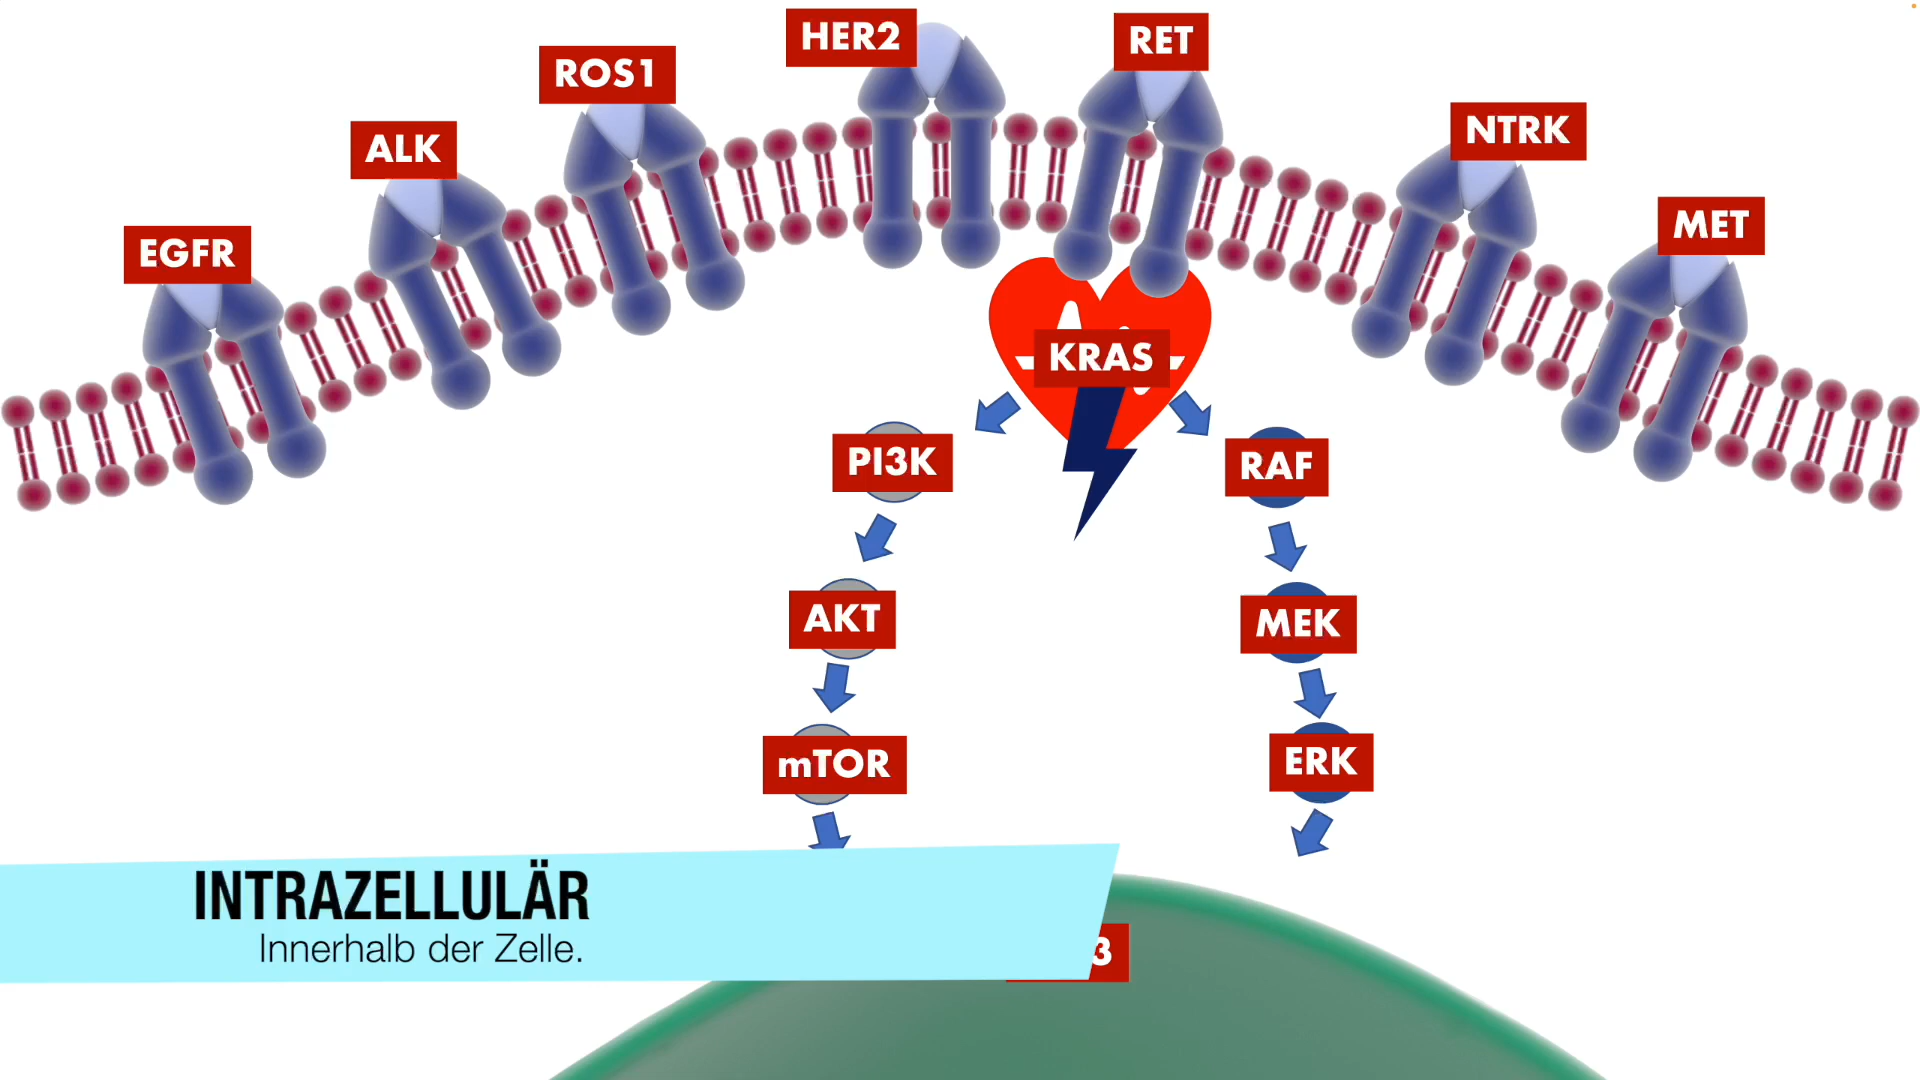 HER2
RET
ROS1
NTRK
ALK
MET
EGFR
KRAS
PI3K
RAF
AKT
MEK
mTOR
ERK
INTRAZELLULÄR
Innerhalb der Zelle.